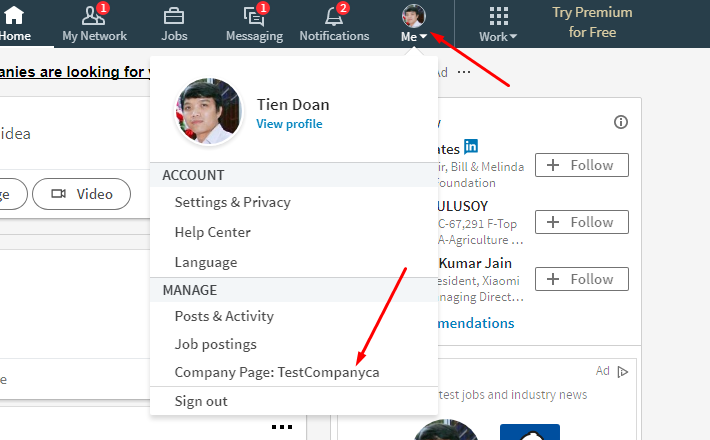 1
1
2
Home
My Network
Jobs
Messaging
Notifications
Me
Work
Try Premium
for Free
anies are looking for y
Ad
idea
ge
Video
Tien Doan
View profile
ACCOUNT
Settings & Privacy
Help Center
Language
MANAGE
Posts & Activity
Job postings
Company Page: TestCompanyca
Sign out
ates in
ir, Bill & Melinda
oundation
+ Follow
ULUSOY
C-67,291 F-Top
A-Agriculture ...
+ Follow
Kumar Jain
esident, Xiaomi
naging Direct...
+ Follow
mendations
Ad
test jobs and industry news